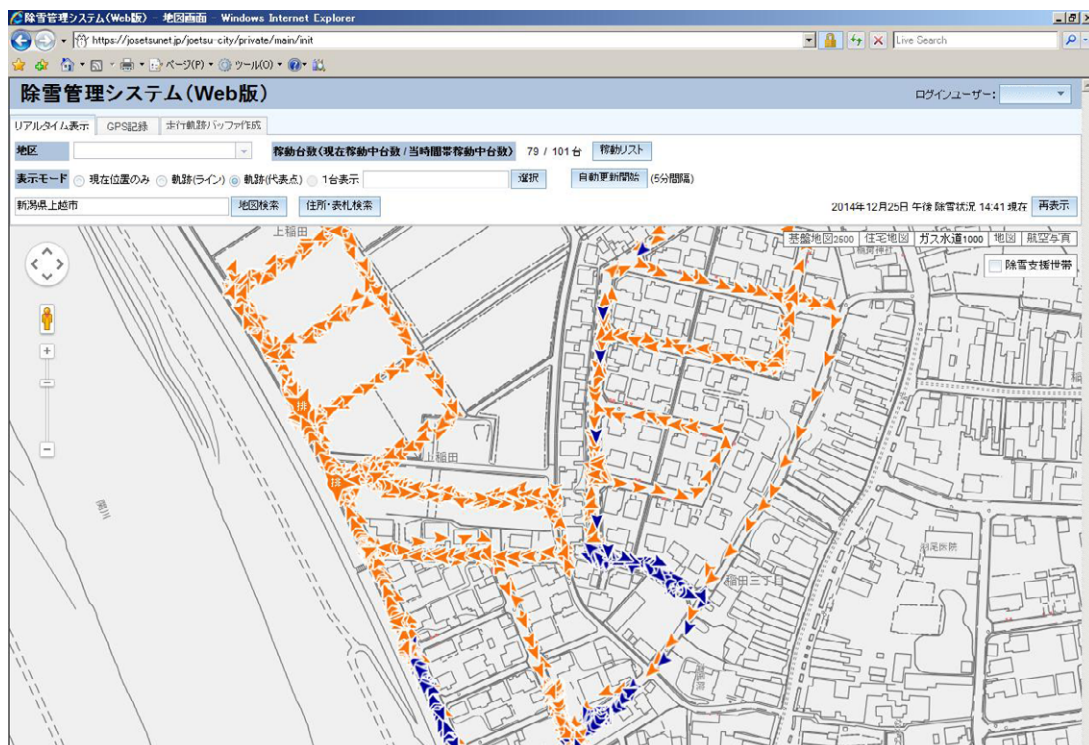 除雪管理システム(Web版) - 地図画面 - Windows Internet Explorer
https://josetsunet.jp/joetsu-city/private/main/init
Live Search
ページ(P) ツール(O)
除雪管理システム(Web版)
ログインユーザー:
リアルタイム表示 GPS記録 走行軌跡バッファ作成
地区 稼動台数(現在稼動中台数 / 当時間帯稼動中台数) 79 / 101 台 稼動リスト
表示モード 現在位置のみ 軌跡(ライン) 軌跡(代表点) 1台表示 選択 自動更新開始 (5分間隔)
新潟県上越市 地図検索 住所・表札検索 2014年12月25日 午後 除雪状況 14:41 現在 再表示
基盤地図2500 住宅地図 ガス水道1000 地図 航空写真
除雪支援世帯
上稲田
排
上稲田
排
関川
稲田三丁目